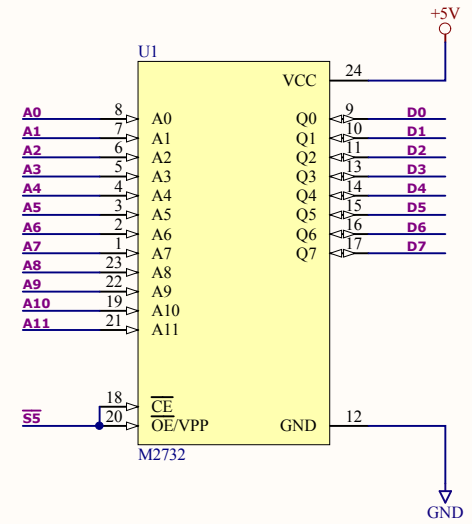 +5V
U1
VCC 24
A0 8 A0 Q0 9 D0
A1 7 A1 Q1 10 D1
A2 6 A2 Q2 11 D2
A3 5 A3 Q3 13 D3
A4 4 A4 Q4 14 D4
A5 3 A5 Q5 15 D5
A6 2 A6 Q6 16 D6
A7 1 A7 Q7 17 D7
A8 23 A8
A9 22 A9
A10 19 A10
A11 21 A11
18 C̅E̅
S̅5̅ 20 O̅E̅/VPP GND 12
M2732
GND